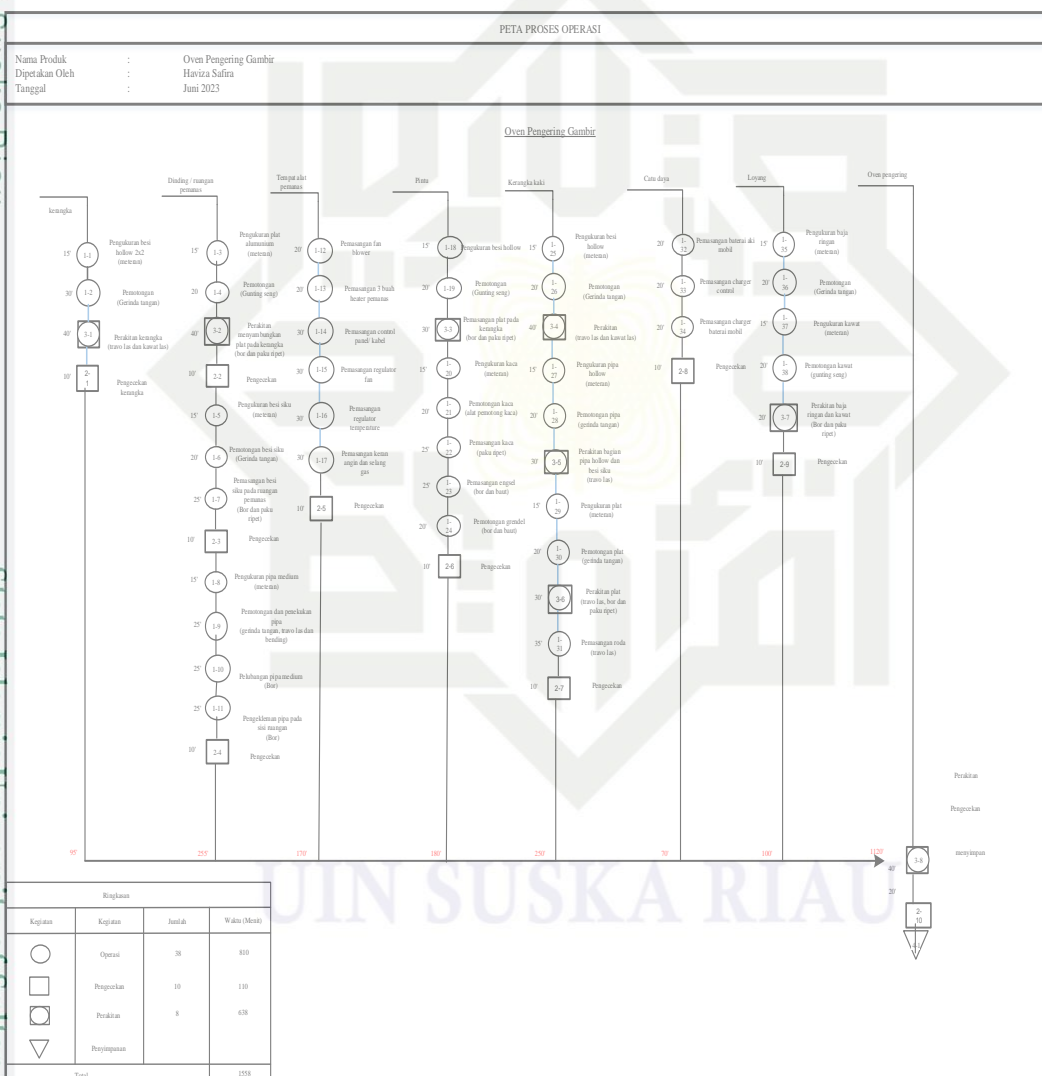 PETA PROSES OPERASI
Nama Produk : Oven Pengering Gambir
Dipetakan Oleh : Haviza Safira
Tanggal : Juni 2023
Oven Pengering Gambir
kerangka
15' 1-1 Pengukuran besi
hollow 2x2
(meteran)
30' 1-2 Pemotongan
(Gerinda tangan)
40' 3-1 Perakitan kerangka
(travo las dan kawat las)
10' 2-
1 Pengecekan
kerangka
95'
Dinding / ruangan
pemanas
15' 1-3 Pengukuran plat
alumunium
(meteran)
20 1-4 Pemotongan
(Gunting seng)
40' 3-2 Perakitan
menyambungkan
plat pada kerangka
(bor dan paku ripet)
10' 2-2 Pengecekan
15' 1-5 Pengukuran besi siku
(meteran)
20' 1-6 Pemotongan besi siku
(Gerinda tangan)
25' 1-7 Pemasangan besi
siku pada ruangan
pemanas
(Bor dan paku
ripet)
10' 2-3 Pengecekan
15' 1-8 Pengukuran pipa medium
(meteran)
25' 1-9 Pemotongan dan penekukan
pipa
(gerinda tangan, travo las dan
bending)
25' 1-10 Pelubangan pipa medium
(Bor)
25' 1-11 Pengekleman pipa pada
sisi ruangan
(Bor)
10' 2-4 Pengecekan
255'
Tempat alat
pemanas
20' 1-12 Pemasangan fan
blower
20' 1-13 Pemasangan 3 buah
heater pemanas
30' 1-14 Pemasangan control
panel/ kabel
30' 1-15 Pemasangan regulator
fan
30' 1-16 Pemasangan
regulator
temperature
30' 1-17 Pemasangan keran
angin dan selang
gas
10' 2-5 Pengecekan
170'
Pintu
15' 1-18 Pengukuran besi hollow
20' 1-19 Pemotongan
(Gunting seng)
30' 3-3 Pemasangan plat pada
kerangka
(bor dan paku ripet)
15' 1-
20 Pengukuran kaca
(meteran)
20' 1-
21 Pemotongan kaca
(alat pemotong kaca)
25' 1-
22 Pemasangan kaca
(paku ripet)
25' 1-
23 Pemasangan engsel
(bor dan baut)
20' 1-
24 Pemotongan grendel
(bor dan baut)
10' 2-6 Pengecekan
180'
Kerangka kaki
15' 1-
25 Pengukuran besi
hollow
(meteran)
20' 1-
26 Pemotongan
(Gerinda tangan)
40' 3-4 Perakitan
(travo las dan kawat las)
15' 1-
27 Pengukuran pipa
hollow
(meteran)
20' 1-
28 Pemotongan pipa
(gerinda tangan)
30' 3-5 Perakitan bagian
pipa hollow dan
besi siku
(travo las)
15' 1-
29 Pengukuran plat
(meteran)
20' 1-
30 Pemotongan plat
(gerinda tangan)
30' 3-6 Perakitan plat
(travo las, bor dan
paku ripet)
35' 1-
31 Pemasangan roda
(travo las)
10' 2-7 Pengecekan
250'
Catu daya
20' 1-
32 Pemasangan baterai aki
mobil
20' 1-
33 Pemasangan charger
control
20' 1-
34 Pemasangan charger
baterai mobil
10' 2-8 Pengecekan
70'
Loyang
15' 1-
35 Pengukuran baja
ringan
(meteran)
20' 1-
36 Pemotongan
(Gerinda tangan)
15' 1-
37 Pengukuran kawat
(meteran)
20' 1-
38 Pemotongan kawat
(gunting seng)
20' 3-7 Perakitan baja
ringan dan kawat
(Bor dan paku
ripet)
10' 2-9 Pengecekan
100'
Oven pengering
Perakitan
Pengecekan
menyimpan
1120'
40' 3-8
20' 2-
10
4-1
UIN SUSKA RIAU
Ringkasan
Kegiatan Kegiatan Jumlah Waktu (Menit)
Operasi 38 810
Pengecekan 10 110
Perakitan 8 638
Penyimpanan
Total 1558